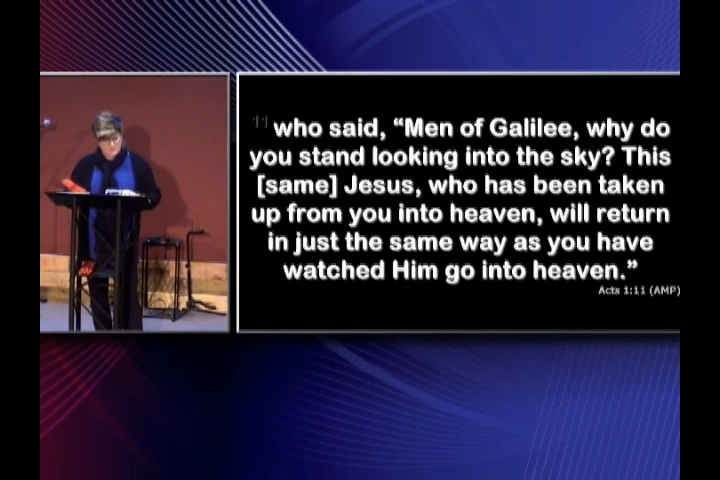 11 who said, “Men of Galilee, why do
you stand looking into the sky? This
[same] Jesus, who has been taken
up from you into heaven, will return
in just the same way as you have
watched Him go into heaven.”
Acts 1:11 (AMP)